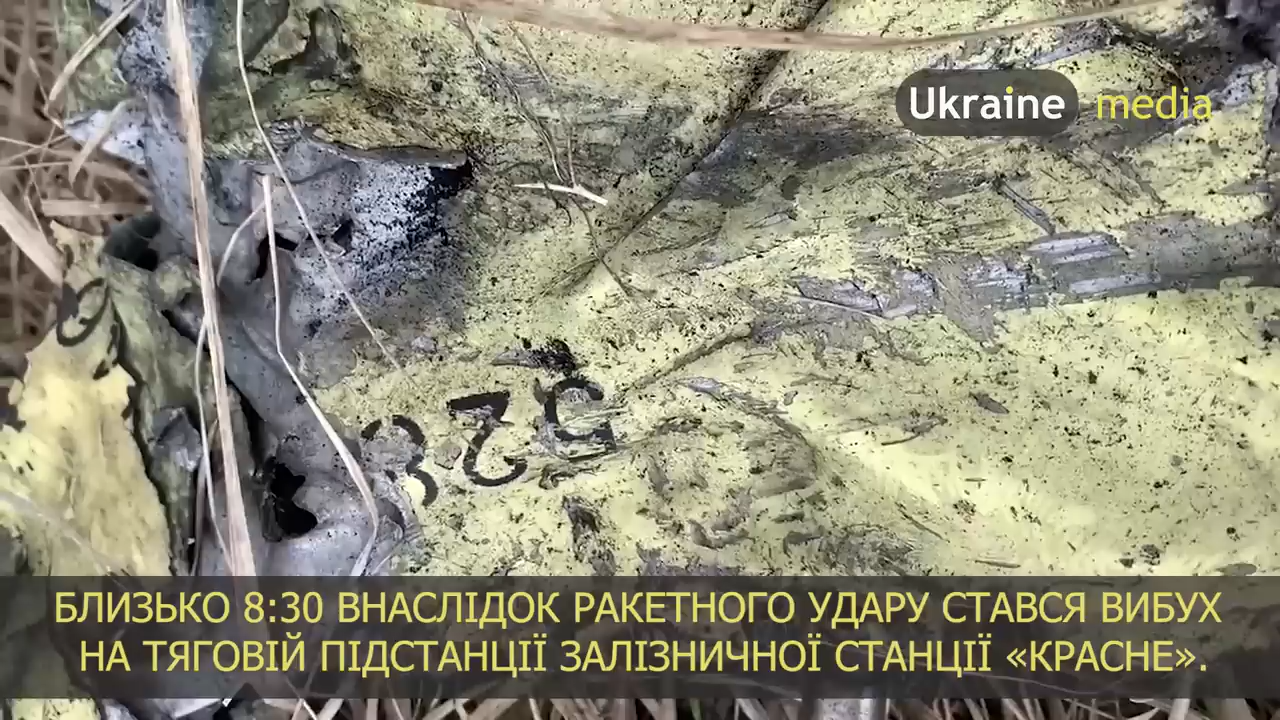 Ukraine media
БЛИЗЬКО 8:30 ВНАСЛІДОК РАКЕТНОГО УДАРУ СТАВСЯ ВИБУХ
НА ТЯГОВІЙ ПІДСТАНЦІЇ ЗАЛІЗНИЧНОЇ СТАНЦІЇ «КРАСНЕ».